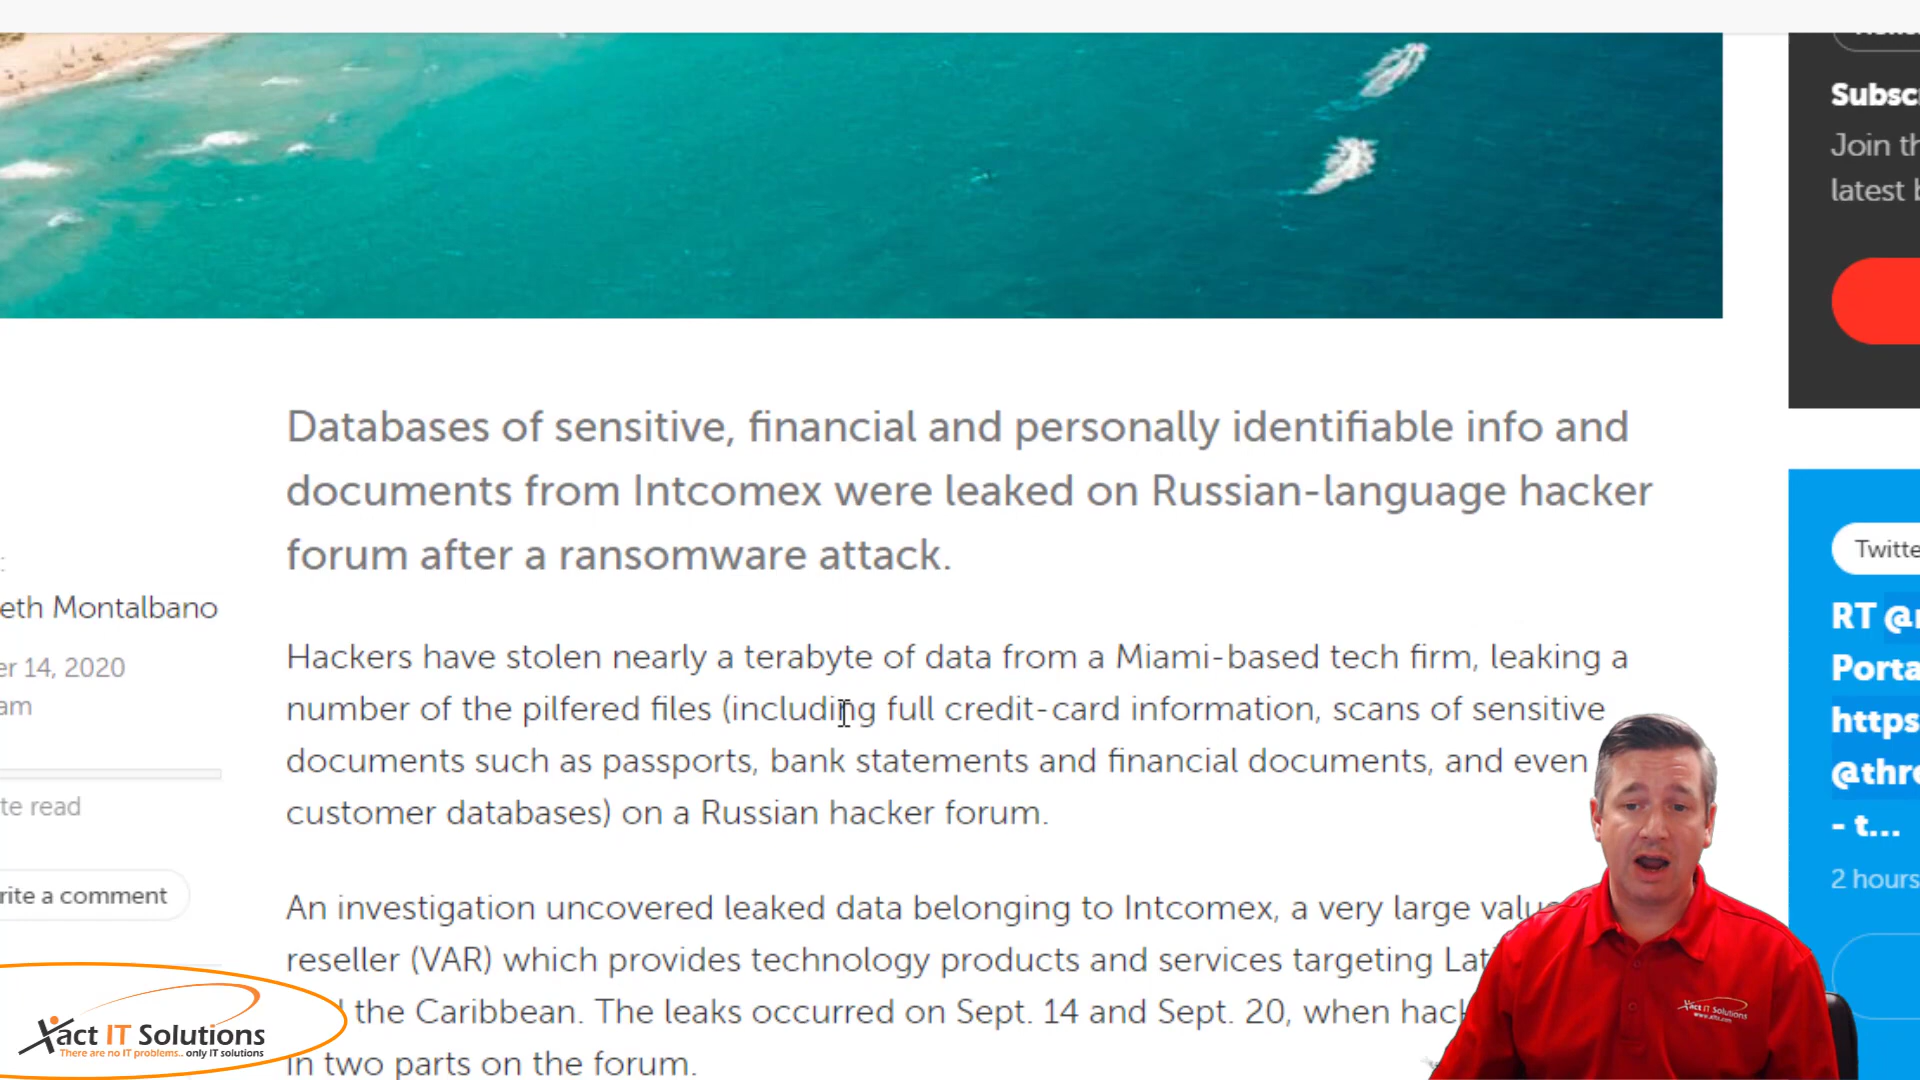 Databases of sensitive, financial and personally identifiable info and
documents from Intcomex were leaked on Russian-language hacker
forum after a ransomware attack.
eth Montalbano
er 14, 2020
am
te read
rite a comment
Hackers have stolen nearly a terabyte of data from a Miami-based tech firm, leaking a
number of the pilfered files (including full credit-card information, scans of sensitive
documents such as passports, bank statements and financial documents, and even
customer databases) on a Russian hacker forum.
An investigation uncovered leaked data belonging to Intcomex, a very large valu
reseller (VAR) which provides technology products and services targeting Lat
the Caribbean. The leaks occurred on Sept. 14 and Sept. 20, when hack
in two parts on the forum.
Subsc
Join th
latest b
Twitte
RT @r
Porta
https
@thre
- t...
2 hours
Xact IT Solutions
There are no IT problems.. only IT solutions
Xact IT Solutions